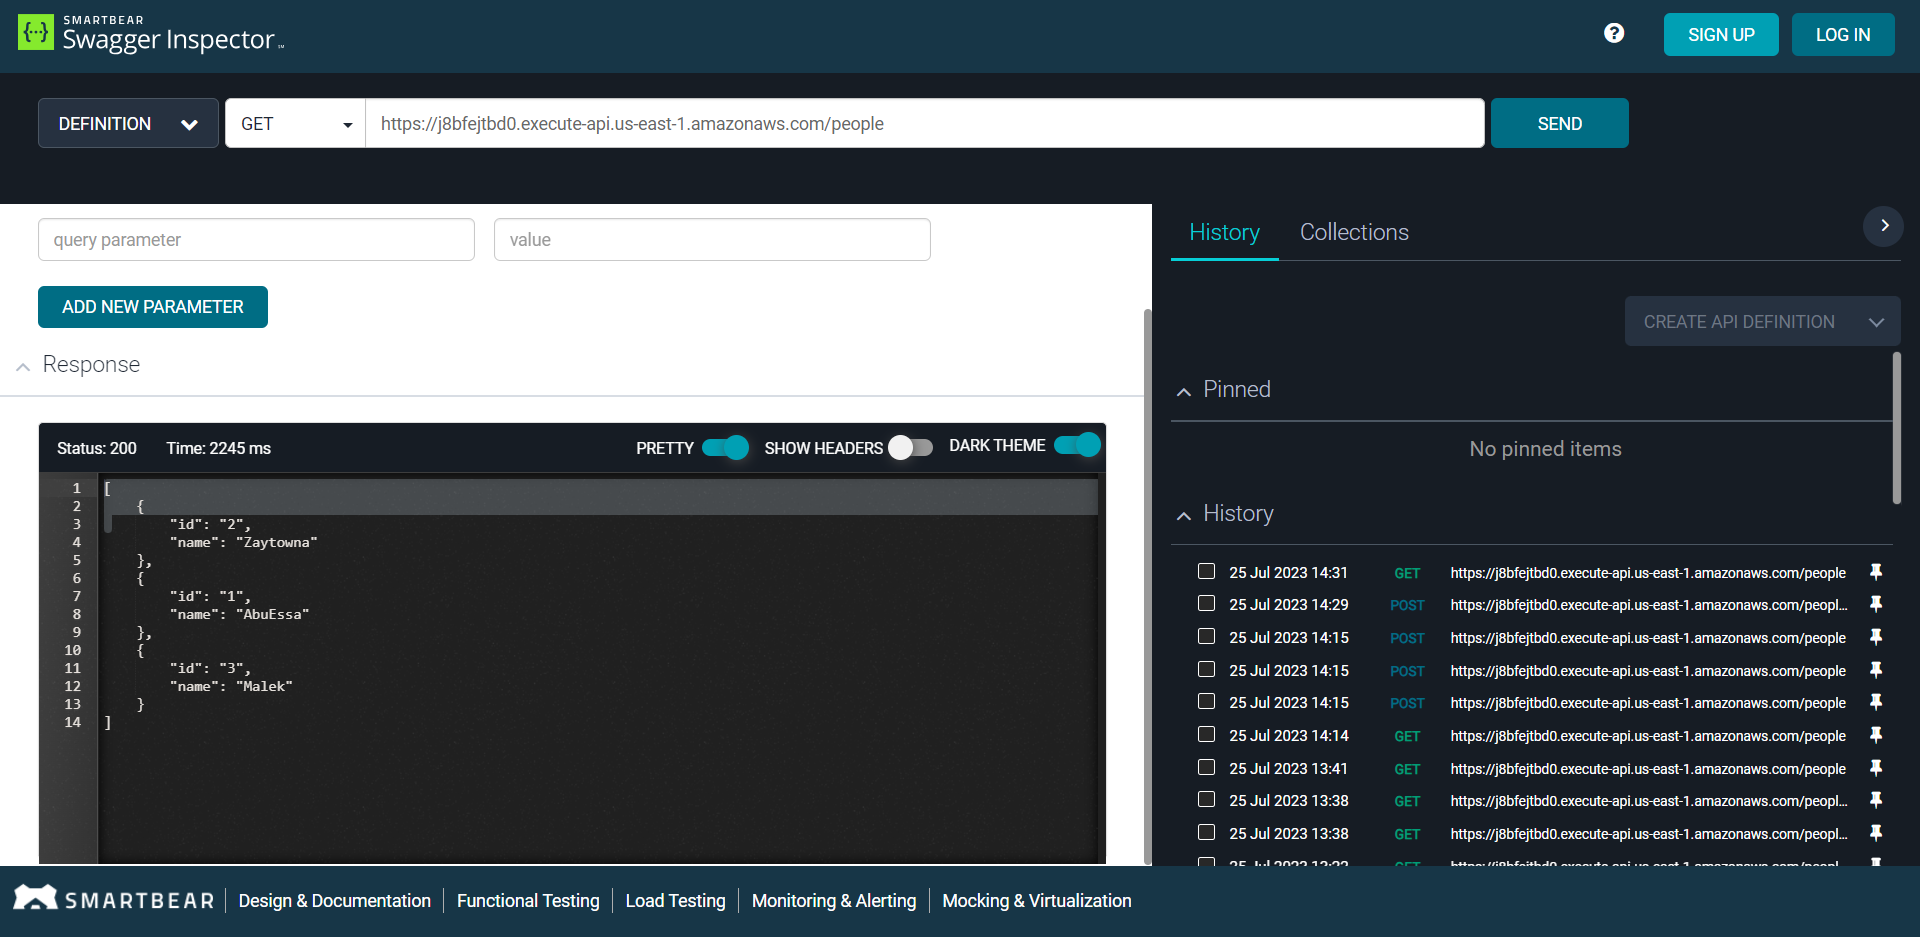 SMARTBEAR
Swagger Inspector™
SIGN UP
LOG IN
DEFINITION
GET
https://j8bfejtbd0.execute-api.us-east-1.amazonaws.com/people
SEND
query parameter
value
ADD NEW PARAMETER
Response
Status: 200
Time: 2245 ms
PRETTY
SHOW HEADERS
DARK THEME
1 [
2 {
3 "id": "2",
4 "name": "Zaytowna"
5 },
6 {
7 "id": "1",
8 "name": "AbuEssa"
9 },
10 {
11 "id": "3",
12 "name": "Malek"
13 }
14 ]
History
Collections
CREATE API DEFINITION
Pinned
No pinned items
History
25 Jul 2023 14:31 GET https://j8bfejtbd0.execute-api.us-east-1.amazonaws.com/people
25 Jul 2023 14:29 POST https://j8bfejtbd0.execute-api.us-east-1.amazonaws.com/peopl...
25 Jul 2023 14:15 POST https://j8bfejtbd0.execute-api.us-east-1.amazonaws.com/people
25 Jul 2023 14:15 POST https://j8bfejtbd0.execute-api.us-east-1.amazonaws.com/people
25 Jul 2023 14:15 POST https://j8bfejtbd0.execute-api.us-east-1.amazonaws.com/people
25 Jul 2023 14:14 GET https://j8bfejtbd0.execute-api.us-east-1.amazonaws.com/people
25 Jul 2023 13:41 GET https://j8bfejtbd0.execute-api.us-east-1.amazonaws.com/people
25 Jul 2023 13:38 GET https://j8bfejtbd0.execute-api.us-east-1.amazonaws.com/peopl...
25 Jul 2023 13:38 GET https://j8bfejtbd0.execute-api.us-east-1.amazonaws.com/peopl...
SMARTBEAR
Design & Documentation
Functional Testing
Load Testing
Monitoring & Alerting
Mocking & Virtualization